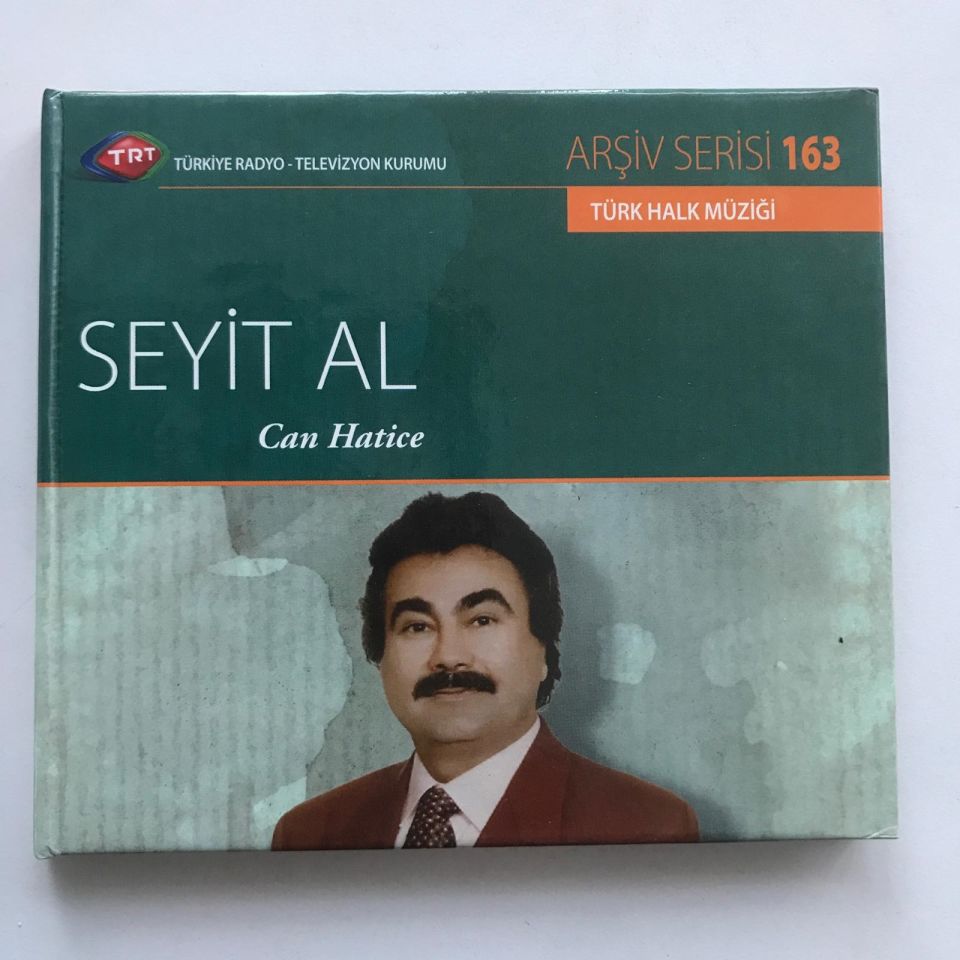 TRT TÜRKİYE RADYO - TELEVİZYON KURUMU
ARŞİV SERİSİ 163
TÜRK HALK MÜZİĞİ
SEYİT AL
Can Hatice